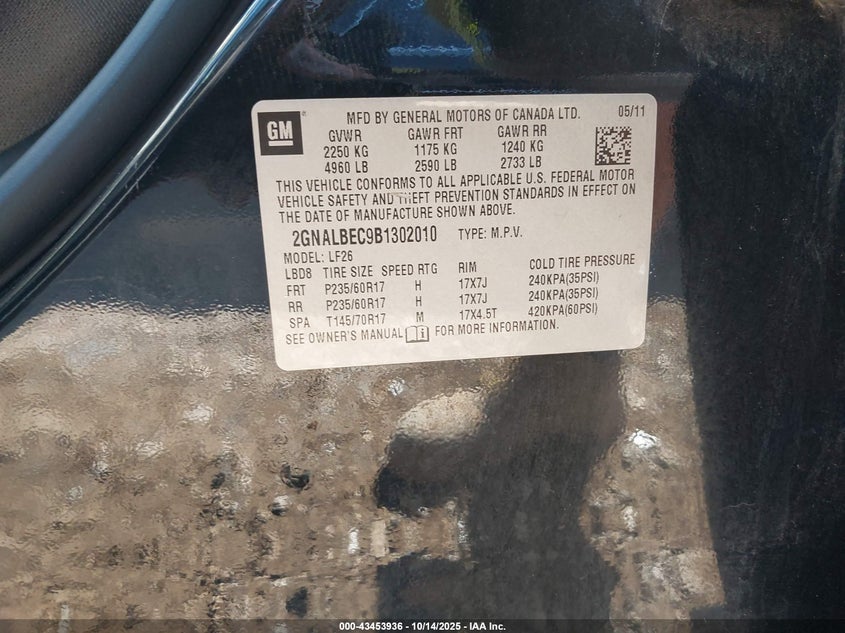 GM
MFD BY GENERAL MOTORS OF CANADA LTD. 05/11
GVWR GAWR FRT GAWR RR
2250 KG 1175 KG 1240 KG
4960 LB 2590 LB 2733 LB
THIS VEHICLE CONFORMS TO ALL APPLICABLE U.S. FEDERAL MOTOR
VEHICLE SAFETY AND THEFT PREVENTION STANDARDS IN EFFECT ON
THE DATE OF MANUFACTURE SHOWN ABOVE.
2GNALBEC9B1302010 TYPE: M.P.V.
MODEL: LF26
LBD8 TIRE SIZE SPEED RTG RIM COLD TIRE PRESSURE
FRT P235/60R17 H 17X7J 240KPA(35PSI)
RR P235/60R17 H 17X7J 240KPA(35PSI)
SPA T145/70R17 M 17X4.5T 420KPA(60PSI)
SEE OWNER'S MANUAL i FOR MORE INFORMATION.
000-43453936 - 10/14/2025 - IAA Inc.